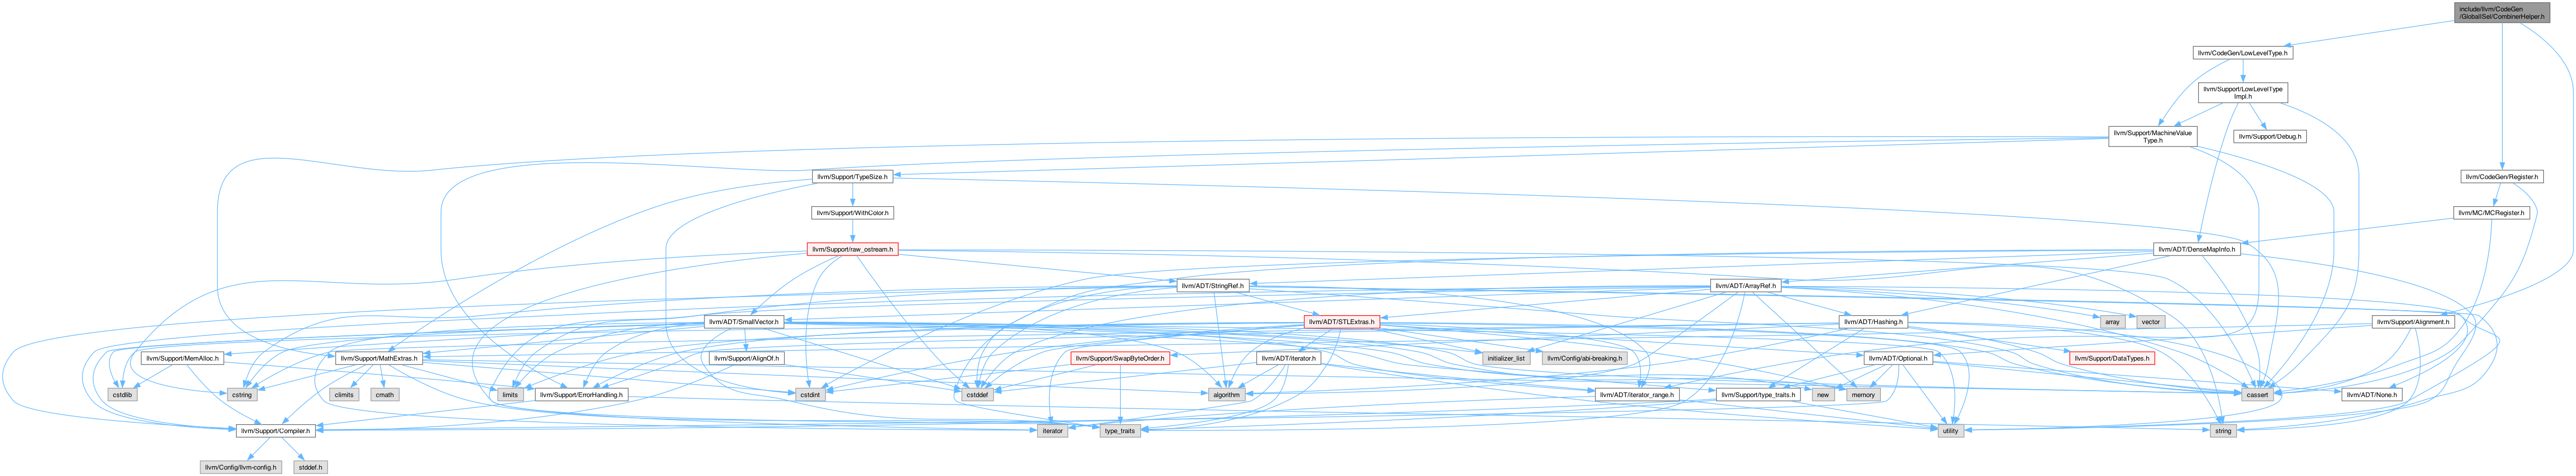 include/llvm/CodeGen
/GlobalISel/CombinerHelper.h
llvm/CodeGen/LowLevelType.h
llvm/Support/LowLevelType
Impl.h
llvm/Support/MachineValue
Type.h
llvm/Support/Debug.h
llvm/Support/TypeSize.h
llvm/CodeGen/Register.h
llvm/Support/WithColor.h
llvm/MC/MCRegister.h
llvm/Support/raw_ostream.h
llvm/ADT/DenseMapInfo.h
llvm/ADT/StringRef.h
llvm/ADT/ArrayRef.h
llvm/ADT/SmallVector.h
llvm/ADT/STLExtras.h
llvm/ADT/Hashing.h
array
vector
llvm/Support/Alignment.h
llvm/Support/MemAlloc.h
llvm/Support/MathExtras.h
llvm/Support/AlignOf.h
llvm/Support/SwapByteOrder.h
llvm/ADT/iterator.h
initializer_list
llvm/Config/abi-breaking.h
llvm/ADT/Optional.h
llvm/Support/DataTypes.h
cstdlib
cstring
climits
cmath
limits
llvm/Support/ErrorHandling.h
cstdint
cstddef
algorithm
llvm/ADT/iterator_range.h
llvm/Support/type_traits.h
new
memory
cassert
llvm/ADT/None.h
llvm/Support/Compiler.h
iterator
type_traits
utility
string
llvm/Config/llvm-config.h
stddef.h